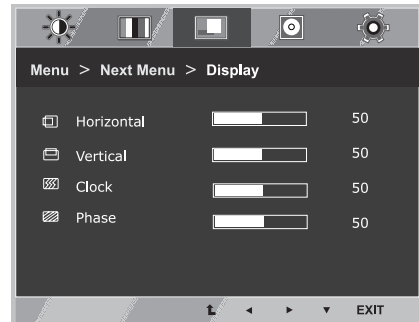 Menu > Next Menu > Display
Horizontal 50
Vertical 50
Clock 50
Phase 50
EXIT